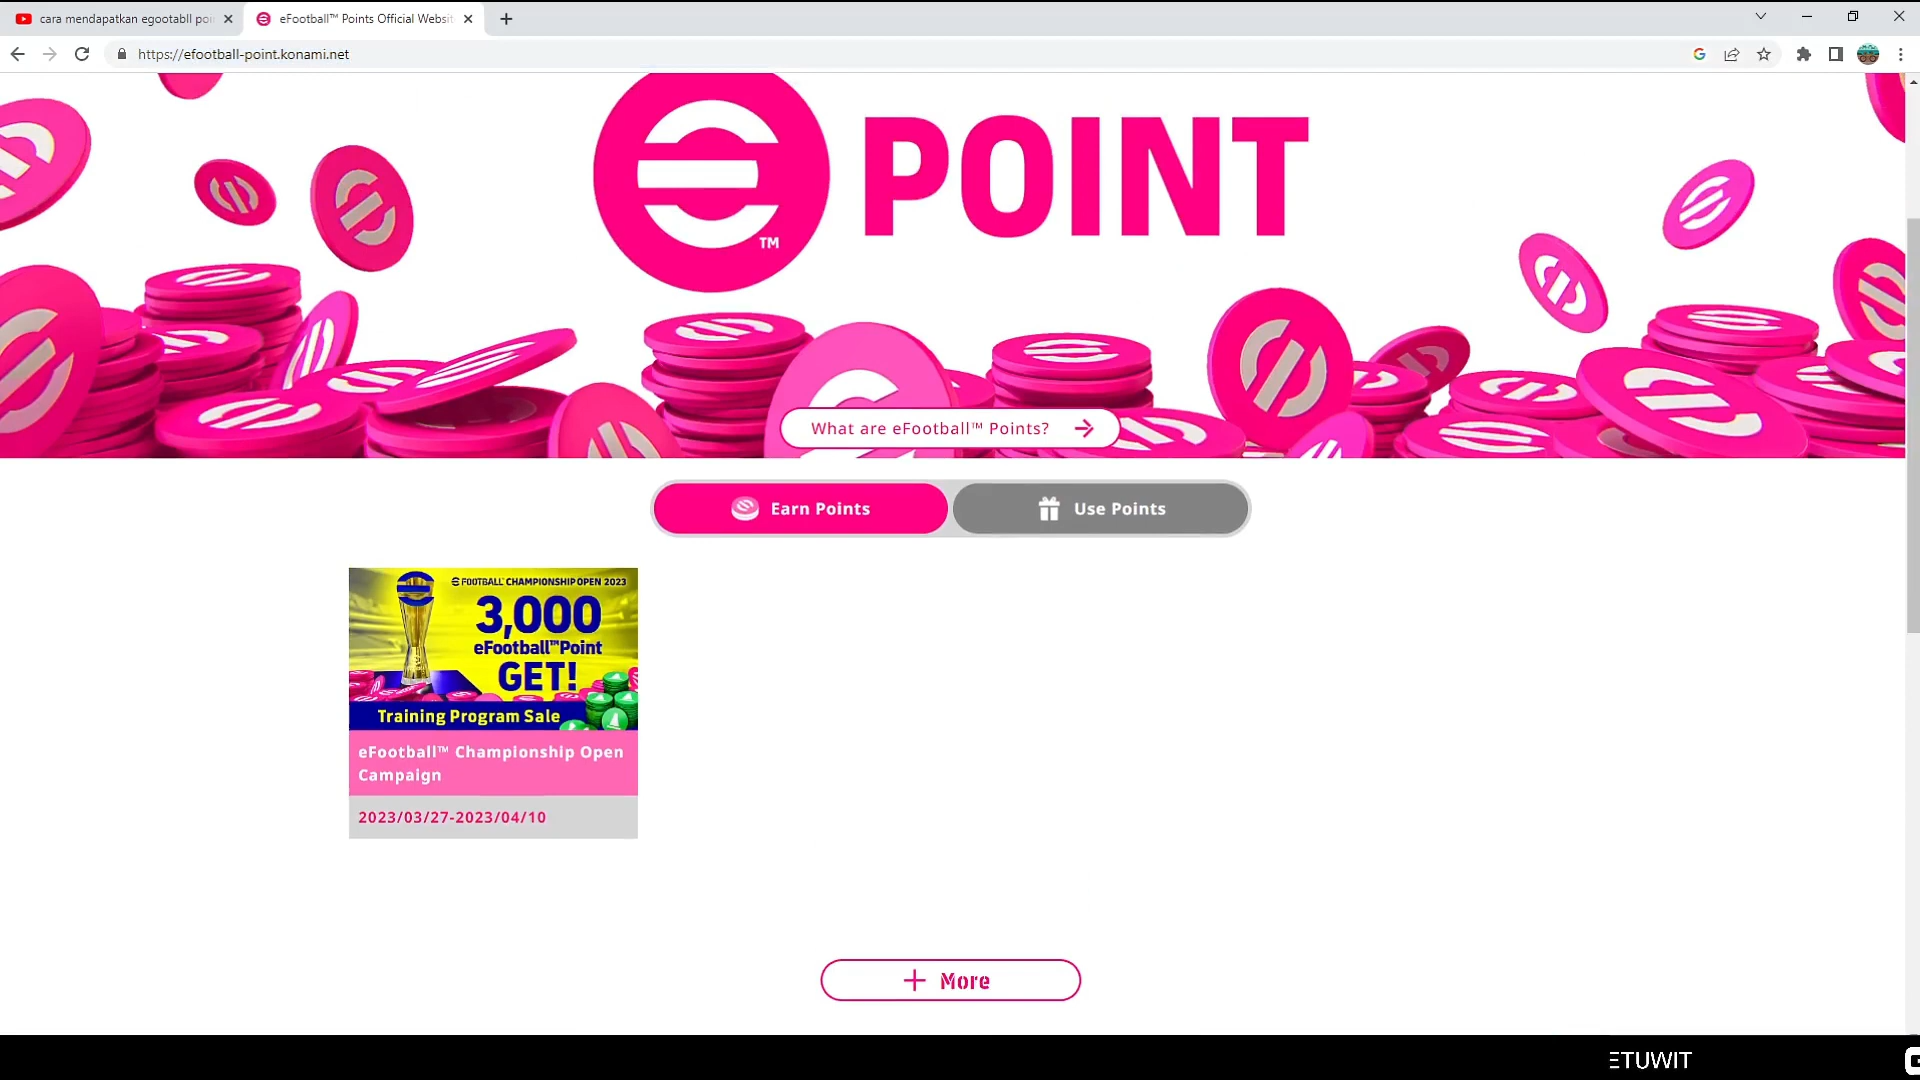 cara mendapatkan egootabll poi
eFootball™ Points Official Websit
https://efootball-point.konami.net
TM
POINT
What are eFootball™ Points?
Earn Points
Use Points
FOOTBALL CHAMPIONSHIP OPEN 2023
3,000
eFootball™Point
GET!
Training Program Sale
eFootball™ Championship Open
Campaign
2023/03/27-2023/04/10
+ More
ETUWIT